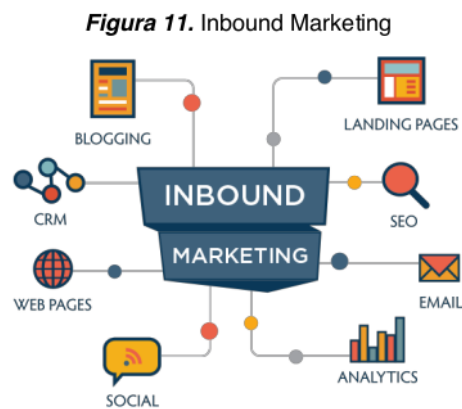 Figura 11. Inbound Marketing
BLOGGING
LANDING PAGES
CRM
INBOUND
MARKETING
SEO
WEB PAGES
EMAIL
SOCIAL
ANALYTICS